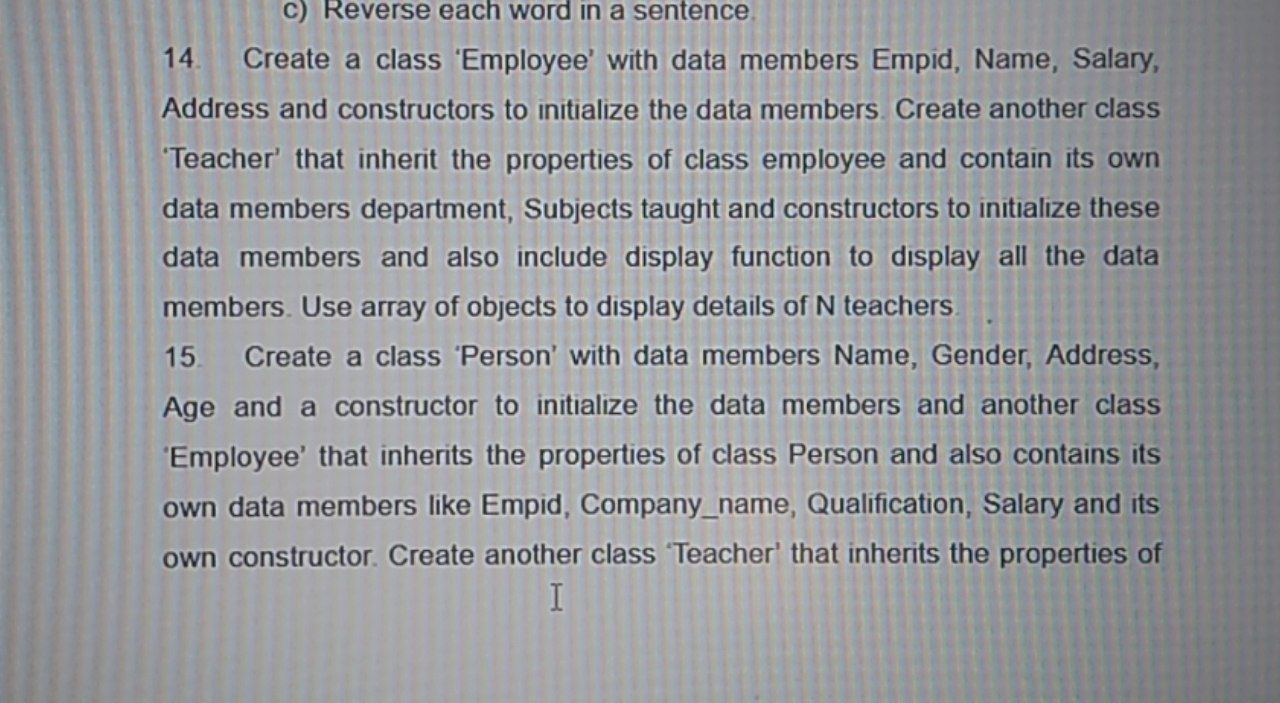 c) Reverse each word in a sentence.
14. Create a class 'Employee' with data members Empid, Name, Salary,
Address and constructors to initialize the data members. Create another class
'Teacher' that inherit the properties of class employee and contain its own
data members department, Subjects taught and constructors to initialize these
data members and also include display function to display all the data
members. Use array of objects to display details of N teachers.
15. Create a class 'Person' with data members Name, Gender, Address,
Age and a constructor to initialize the data members and another class
'Employee' that inherits the properties of class Person and also contains its
own data members like Empid, Company_name, Qualification, Salary and its
own constructor. Create another class 'Teacher' that inherits the properties of